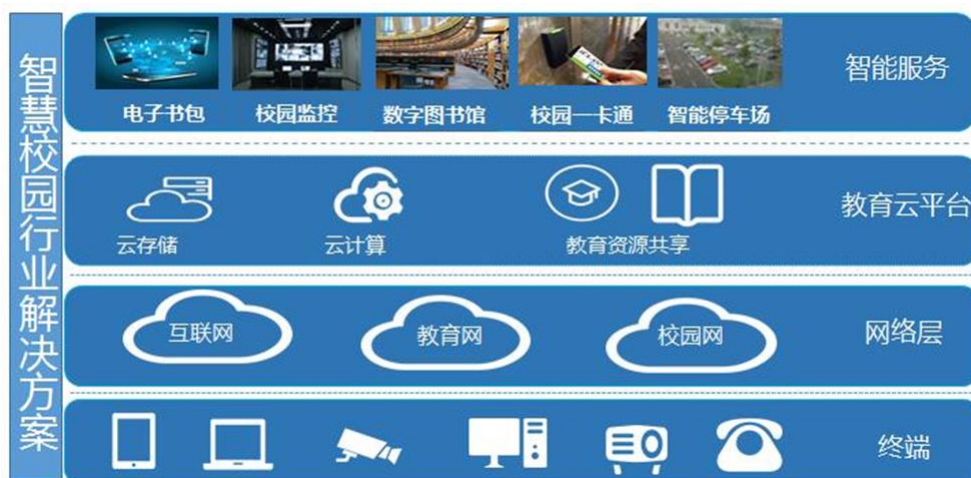 智慧校园行业解决方案
电子书包 校园监控 数字图书馆 校园一卡通 智能停车场
智能服务
云存储 云计算 教育资源共享
教育云平台
互联网 教育网 校园网
网络层
终端